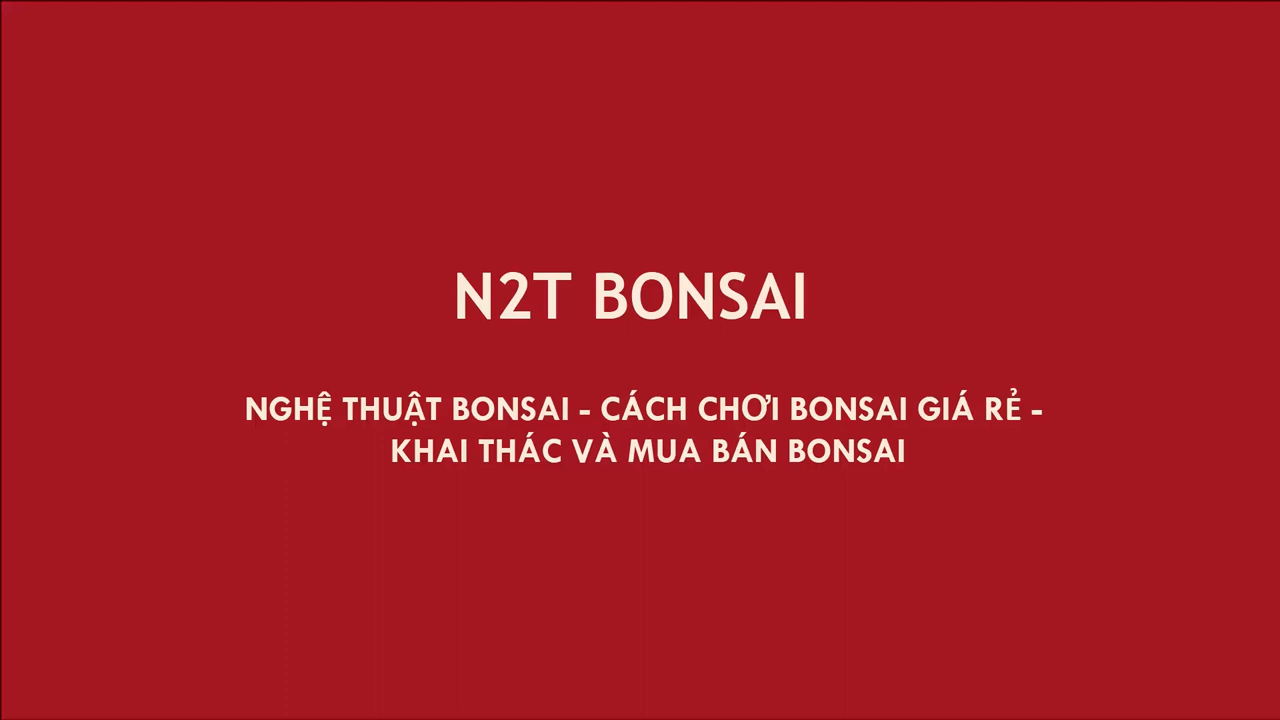 N2T BONSAI
NGHỆ THUẬT BONSAI - CÁCH CHƠI BONSAI GIÁ RẺ -
KHAI THÁC VÀ MUA BÁN BONSAI